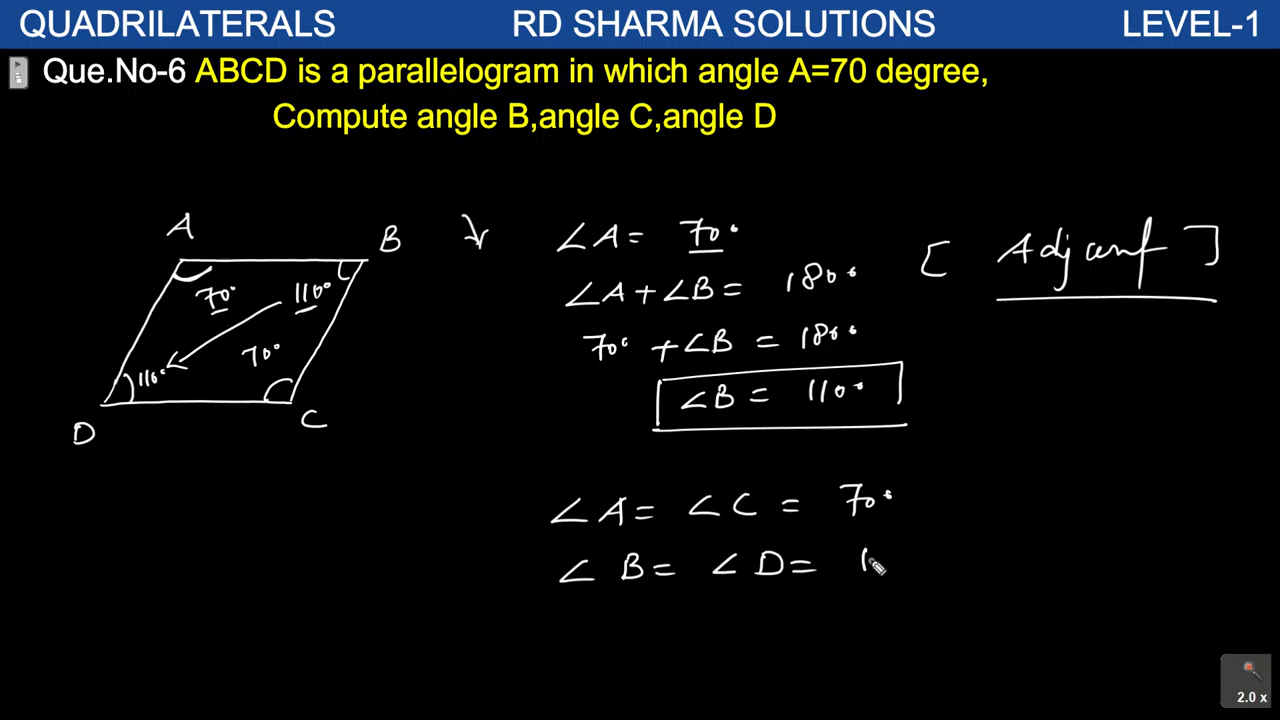 QUADRILATERALS RD SHARMA SOLUTIONS LEVEL-1
Que.No-6 ABCD is a parallelogram in which angle A=70 degree,
Compute angle B,angle C,angle D
A
B
70°
110°
70°
110°
D
C
∠A= 70°
∠A+∠B= 180°
70° +∠B = 180°
∠B = 110°
[ ]
∠A= ∠C = 70°
∠B= ∠D= 1
2.0 x